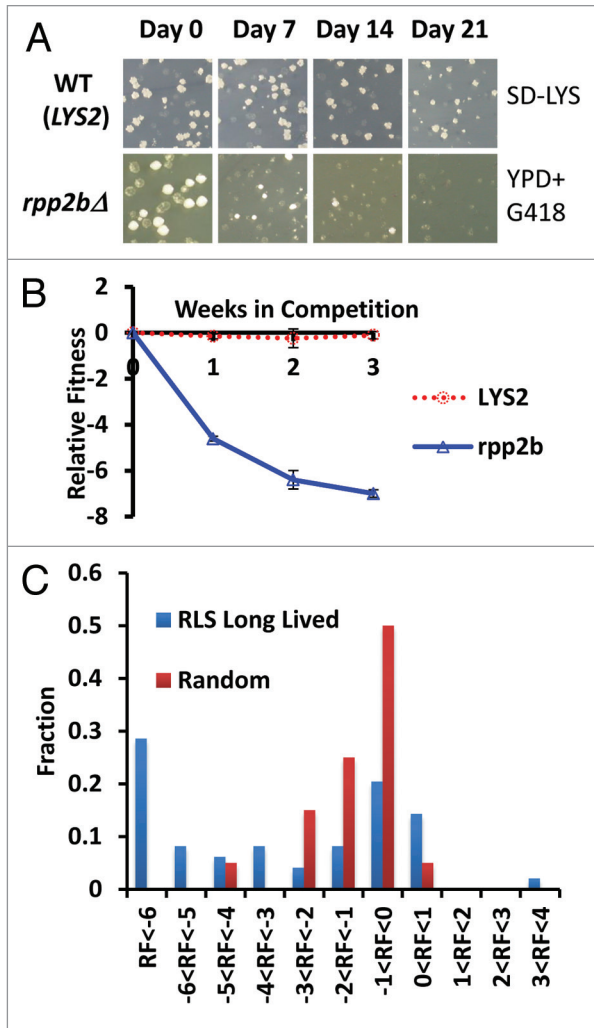 A
Day 0 Day 7 Day 14 Day 21
WT
(LYS2)
SD-LYS
rpp2bΔ
YPD+
G418
B
Weeks in Competition
Relative Fitness
2
0
-2
-4
-6
-8
0 1 2 3
LYS2
rpp2b
C
Fraction
0.6
0.5
0.4
0.3
0.2
0.1
0
RLS Long Lived
Random
RF<-6
-6<RF<-5
-5<RF<-4
-4<RF<-3
-3<RF<-2
-2<RF<-1
-1<RF<0
0<RF<1
1<RF<2
2<RF<3
3<RF<4